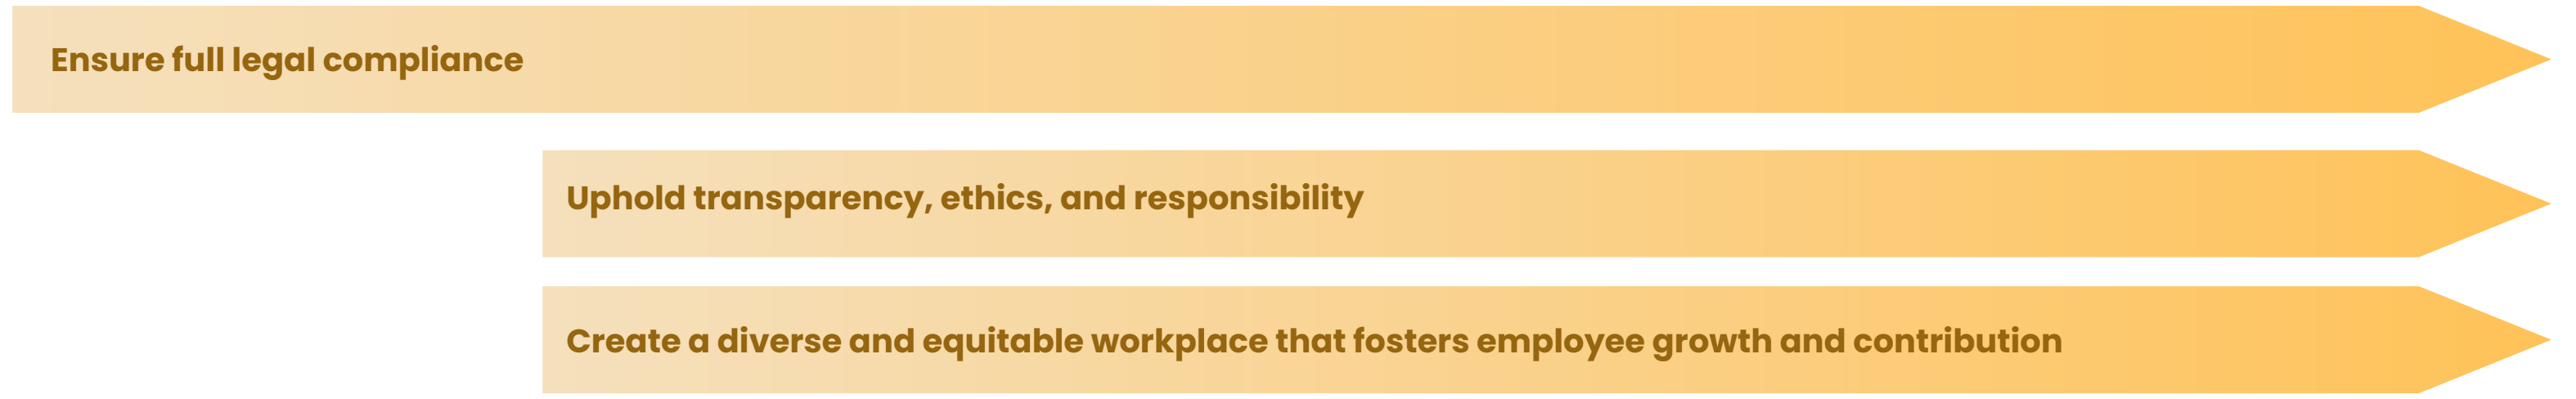 Ensure full legal compliance
Uphold transparency, ethics, and responsibility
Create a diverse and equitable workplace that fosters employee growth and contribution